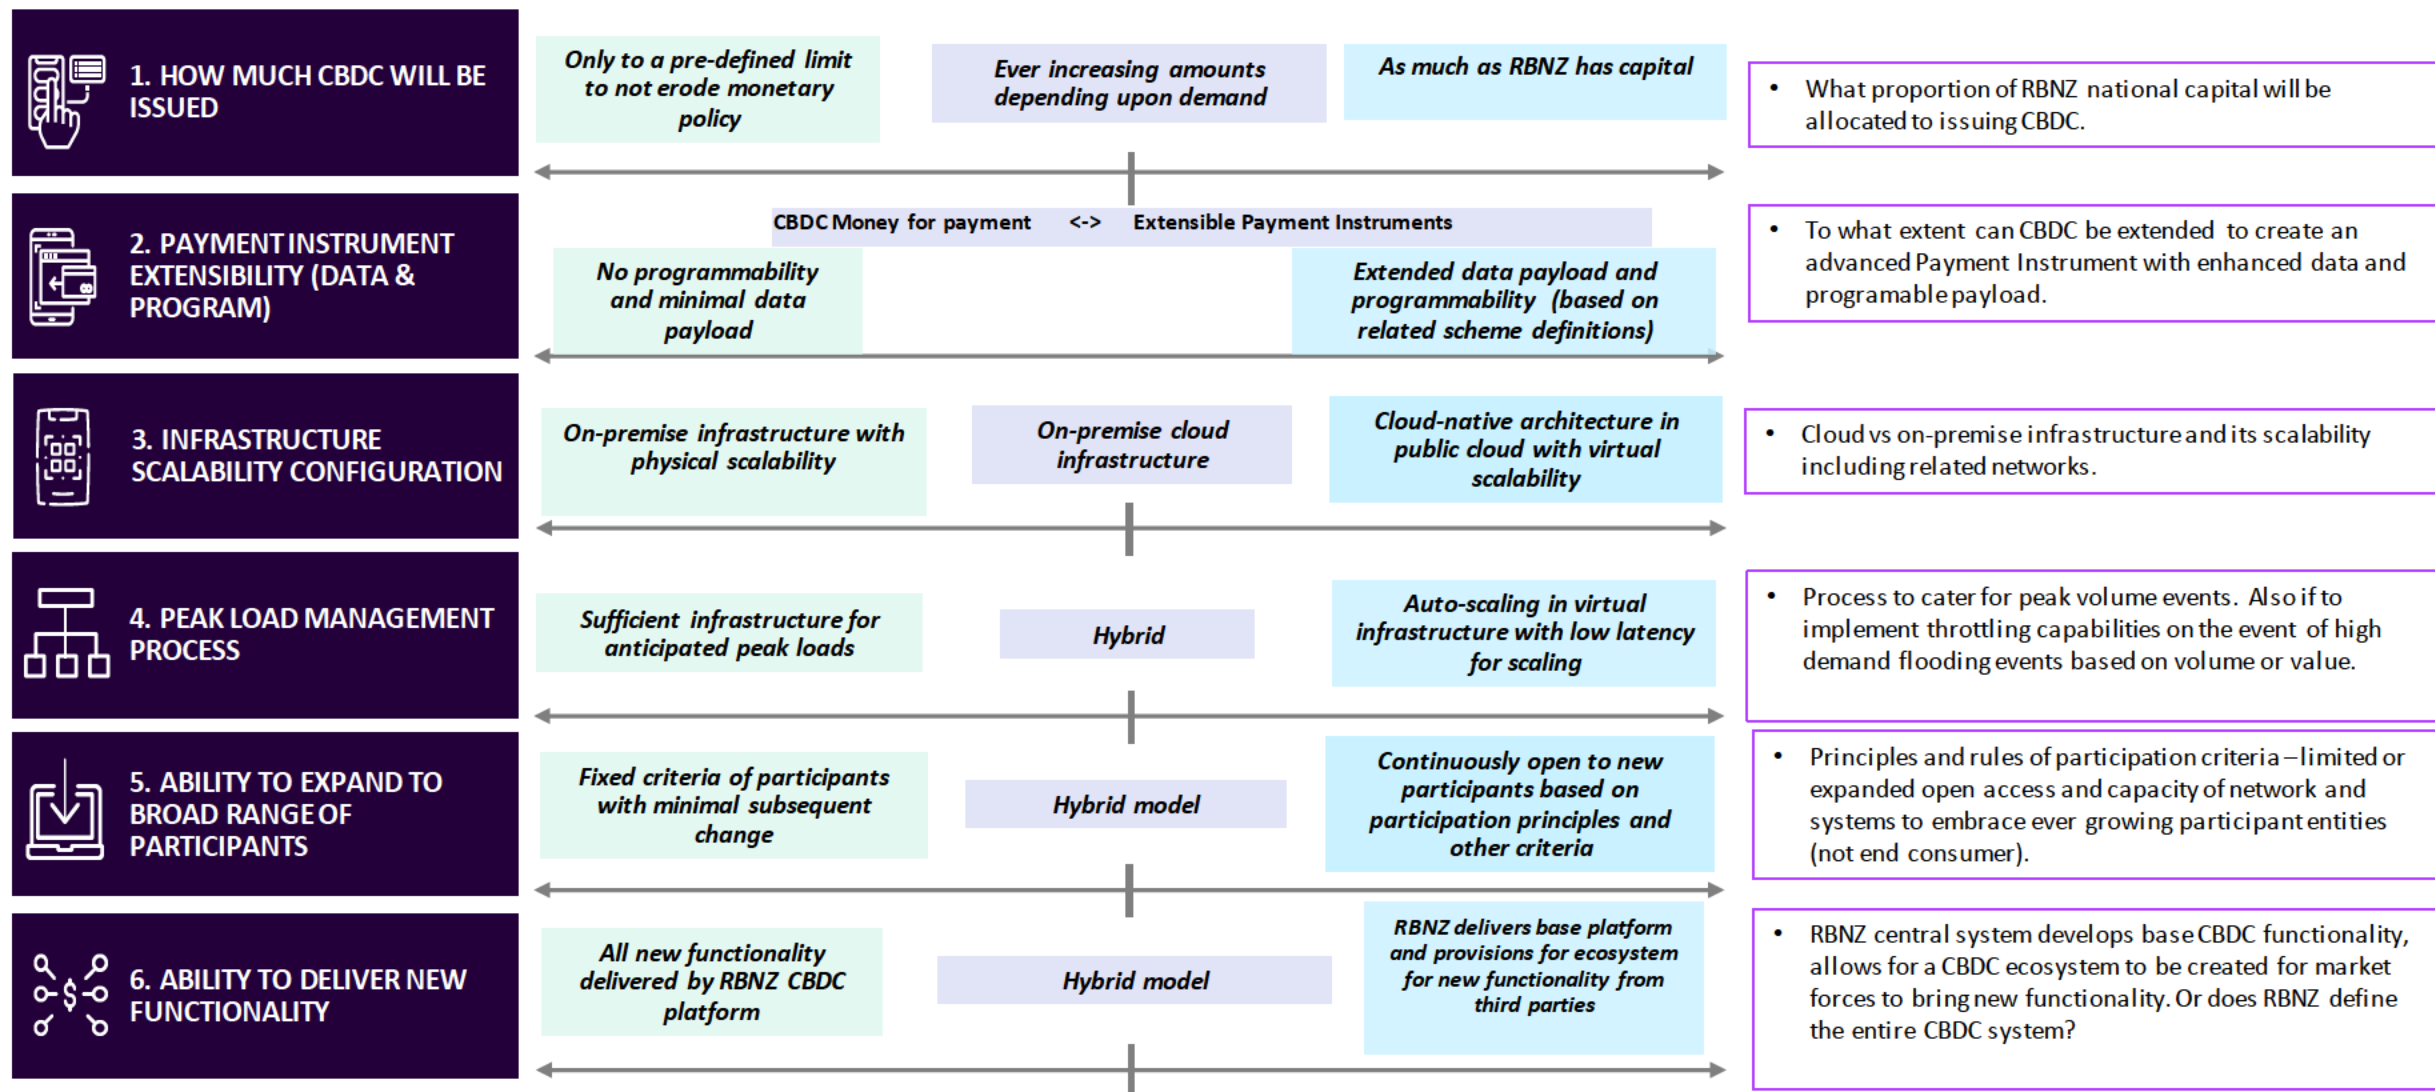 1. HOW MUCH CBDC WILL BE
ISSUED
Only to a pre-defined limit
to not erode monetary
policy
Ever increasing amounts
depending upon demand
As much as RBNZ has capital
• What proportion of RBNZ national capital will be
allocated to issuing CBDC.
2. PAYMENT INSTRUMENT
EXTENSIBILITY (DATA &
PROGRAM)
CBDC Money for payment <-> Extensible Payment Instruments
No programmability
and minimal data
payload
Extended data payload and
programmability (based on
related scheme definitions)
• To what extent can CBDC be extended to create an
advanced Payment Instrument with enhanced data and
programable payload.
3. INFRASTRUCTURE
SCALABILITY CONFIGURATION
On-premise infrastructure with
physical scalability
On-premise cloud
infrastructure
Cloud-native architecture in
public cloud with virtual
scalability
• Cloud vs on-premise infrastructure and its scalability
including related networks.
4. PEAK LOAD MANAGEMENT
PROCESS
Sufficient infrastructure for
anticipated peak loads
Hybrid
Auto-scaling in virtual
infrastructure with low latency
for scaling
• Process to cater for peak volume events. Also if to
implement throttling capabilities on the event of high
demand flooding events based on volume or value.
5. ABILITY TO EXPAND TO
BROAD RANGE OF
PARTICIPANTS
Fixed criteria of participants
with minimal subsequent
change
Hybrid model
Continuously open to new
participants based on
participation principles and
other criteria
• Principles and rules of participation criteria – limited or
expanded open access and capacity of network and
systems to embrace ever growing participant entities
(not end consumer).
6. ABILITY TO DELIVER NEW
FUNCTIONALITY
$
All new functionality
delivered by RBNZ CBDC
platform
Hybrid model
RBNZ delivers base platform
and provisions for ecosystem
for new functionality from
third parties
• RBNZ central system develops base CBDC functionality,
allows for a CBDC ecosystem to be created for market
forces to bring new functionality. Or does RBNZ define
the entire CBDC system?